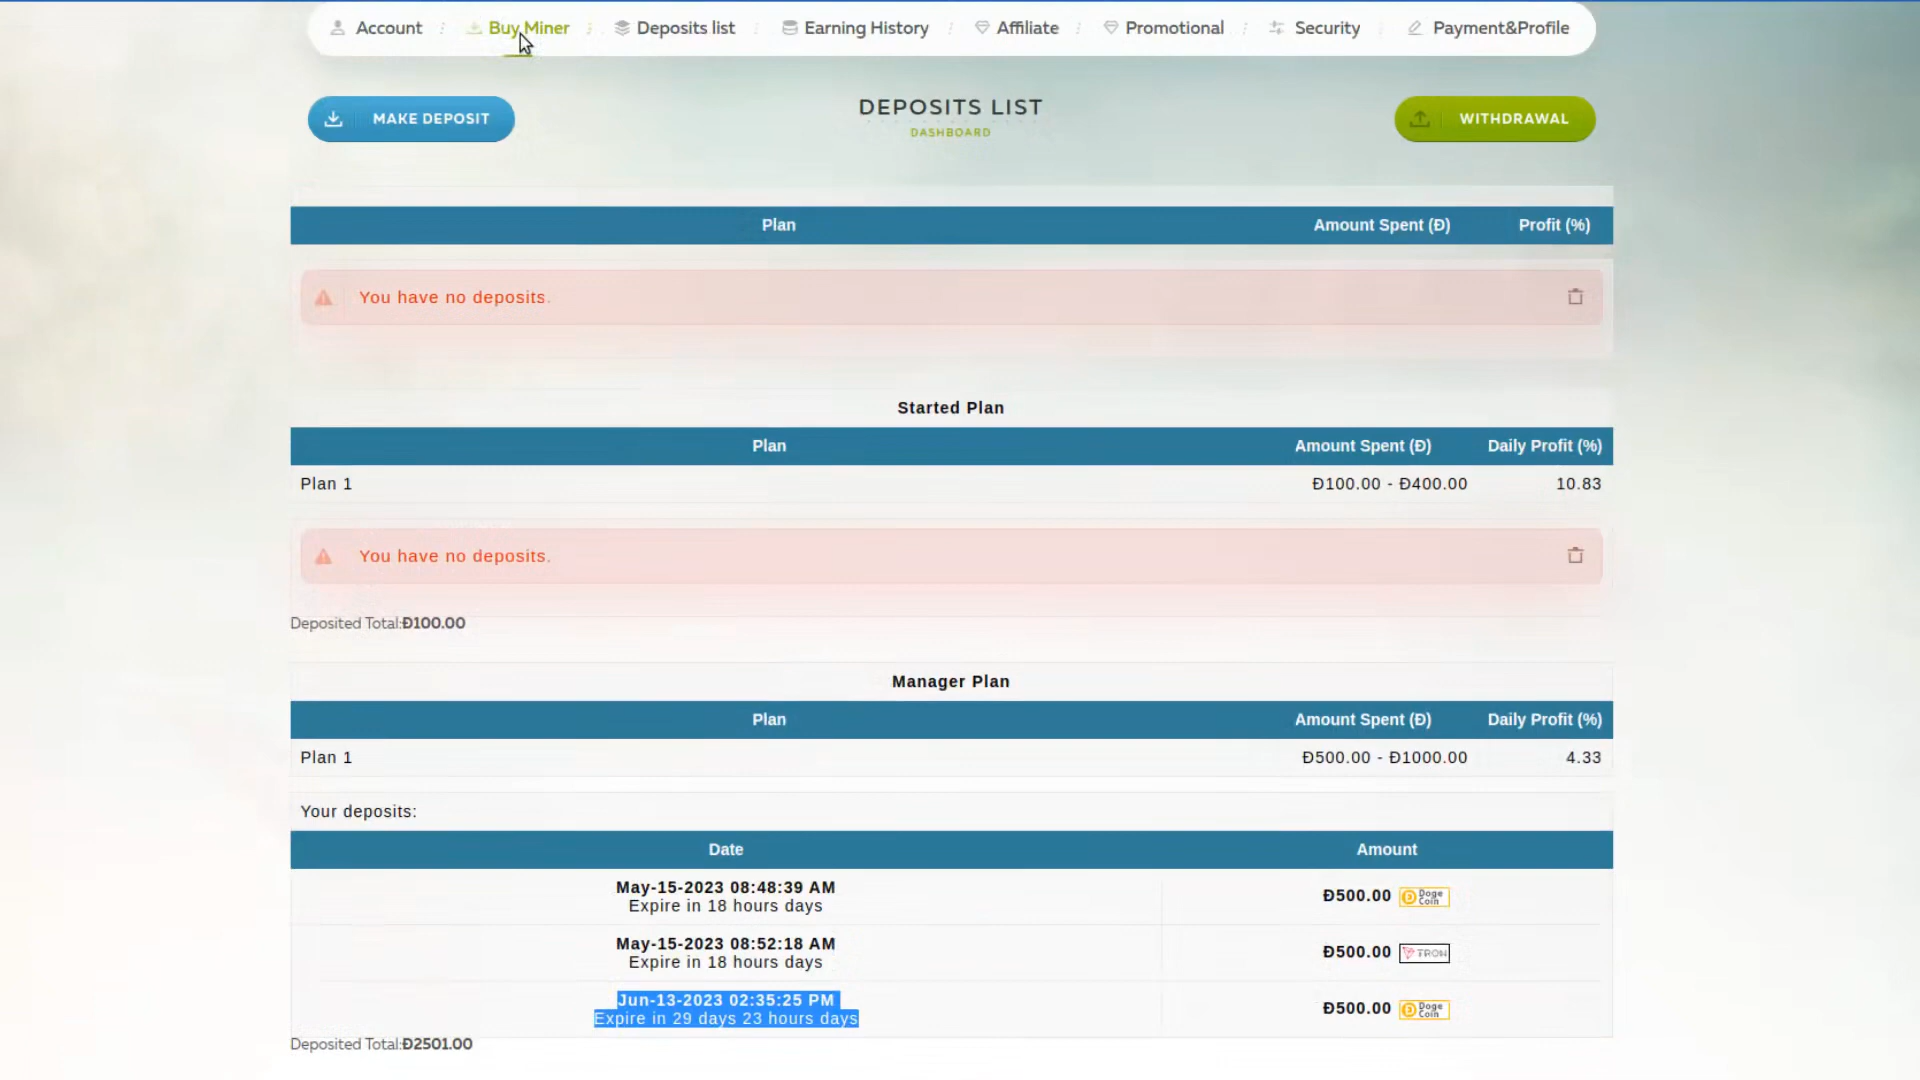 Account
Buy Miner
Deposits list
Earning History
Affiliate
Promotional
Security
Payment&Profile
MAKE DEPOSIT
DEPOSITS LIST
DASHBOARD
WITHDRAWAL
Plan Amount Spent (Đ) Profit (%)
You have no deposits.
Started Plan
Plan Amount Spent (Đ) Daily Profit (%)
Plan 1 Đ100.00 - Đ400.00 10.83
You have no deposits.
Deposited Total:Đ100.00
Manager Plan
Plan Amount Spent (Đ) Daily Profit (%)
Plan 1 Đ500.00 - Đ1000.00 4.33
Your deposits:
Date Amount
May-15-2023 08:48:39 AM
Expire in 18 hours days
Đ500.00 Doge Coin
May-15-2023 08:52:18 AM
Expire in 18 hours days
Đ500.00 TRON
Jun-13-2023 02:35:25 PM
Expire in 29 days 23 hours days
Đ500.00 Doge Coin
Deposited Total:Đ2501.00